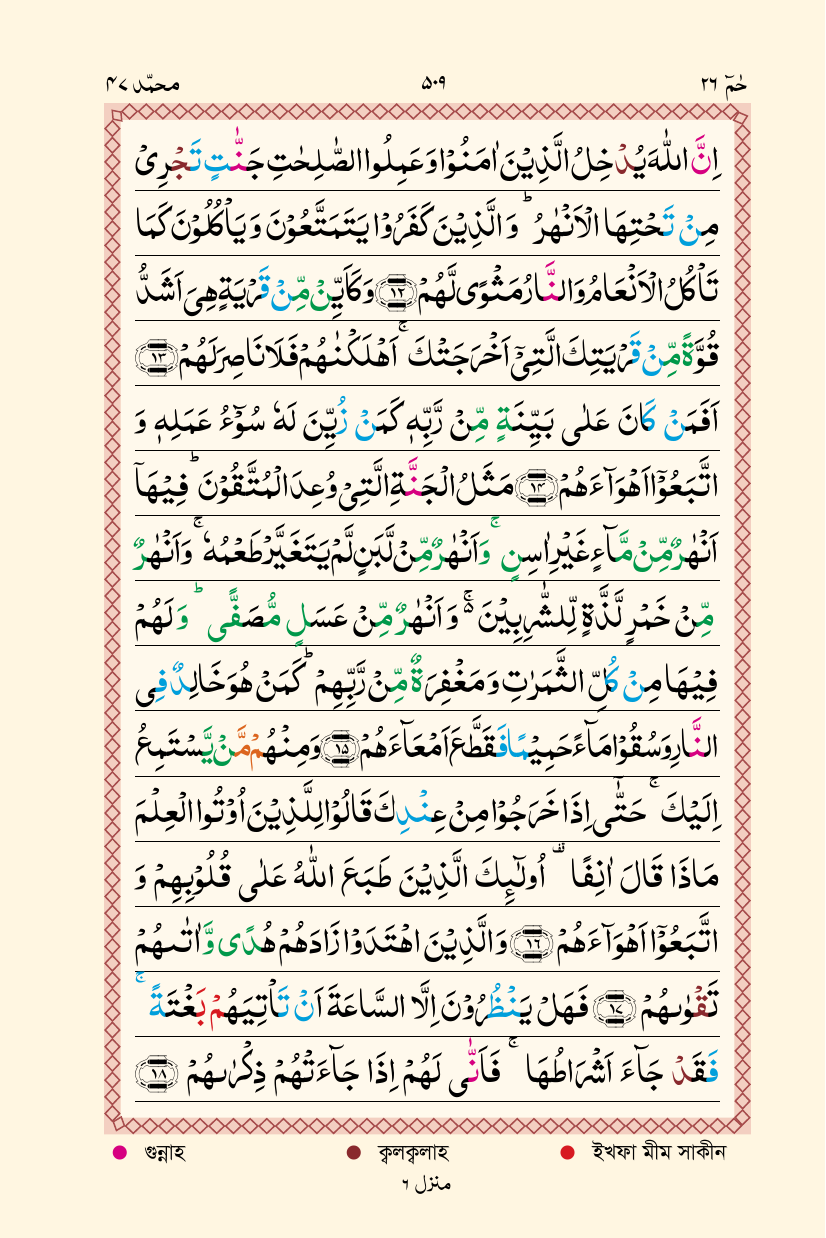 حٰمٓ ٢٦ ٥٠٩ محمّد ٤٧
اِنَّ اللّٰهَ يُدْخِلُ الَّذِيْنَ اٰمَنُوْا وَعَمِلُوا الصّٰلِحٰتِ جَنّٰتٍ تَجْرِىْ
مِنْ تَحْتِهَا الْاَنْهٰرُ ؕ وَالَّذِيْنَ كَفَرُوْا يَتَمَتَّعُوْنَ وَيَاْكُلُوْنَ كَمَا
تَاْكُلُ الْاَنْعَامُ وَالنَّارُ مَثْوًى لَّهُمْ ﴿١٢﴾ وَكَاَيِّنْ مِّنْ قَرْيَةٍ هِىَ اَشَدُّ
قُوَّةً مِّنْ قَرْيَتِكَ الَّتِىْٓ اَخْرَجَتْكَ ۚ اَهْلَكْنٰهُمْ فَلَا نَاصِرَ لَهُمْ ﴿١٣﴾
اَفَمَنْ كَانَ عَلٰى بَيِّنَةٍ مِّنْ رَّبِّهٖ كَمَنْ زُيِّنَ لَهٗ سُوْٓءُ عَمَلِهٖ وَ
اتَّبَعُوْٓا اَهْوَآءَهُمْ ﴿١٤﴾ مَثَلُ الْجَنَّةِ الَّتِىْ وُعِدَ الْمُتَّقُوْنَ ؕ فِيْهَآ
اَنْهٰرٌ مِّنْ مَّآءٍ غَيْرِ اٰسِنٍ ۚ وَاَنْهٰرٌ مِّنْ لَّبَنٍ لَّمْ يَتَغَيَّرْ طَعْمُهٗ ۚ وَاَنْهٰرٌ
مِّنْ خَمْرٍ لَّذَّةٍ لِّلشّٰرِبِيْنَ ۚ۬ وَاَنْهٰرٌ مِّنْ عَسَلٍ مُّصَفًّى ؕ وَلَهُمْ
فِيْهَا مِنْ كُلِّ الثَّمَرٰتِ وَمَغْفِرَةٌ مِّنْ رَّبِّهِمْ ؕ كَمَنْ هُوَ خَالِدٌ فِى
النَّارِ وَسُقُوْا مَآءً حَمِيْمًا فَقَطَّعَ اَمْعَآءَهُمْ ﴿١٥﴾ وَمِنْهُمْ مَّنْ يَّسْتَمِعُ
اِلَيْكَ ۚ حَتّٰٓى اِذَا خَرَجُوْا مِنْ عِنْدِكَ قَالُوْا لِلَّذِيْنَ اُوْتُوا الْعِلْمَ
مَاذَا قَالَ اٰنِفًا ۣ اُولٰٓئِكَ الَّذِيْنَ طَبَعَ اللّٰهُ عَلٰى قُلُوْبِهِمْ وَ
اتَّبَعُوْٓا اَهْوَآءَهُمْ ﴿١٦﴾ وَالَّذِيْنَ اهْتَدَوْا زَادَهُمْ هُدًى وَّاٰتٰىهُمْ
تَقْوٰىهُمْ ﴿١٧﴾ فَهَلْ يَنْظُرُوْنَ اِلَّا السَّاعَةَ اَنْ تَاْتِيَهُمْ بَغْتَةً ۚ
فَقَدْ جَآءَ اَشْرَاطُهَا ۚ فَاَنّٰى لَهُمْ اِذَا جَآءَتْهُمْ ذِكْرٰىهُمْ ﴿١٨﴾
গুন্নাহ ক্বলক্বলাহ ইখফা মীম সাকীন
منزل ٦